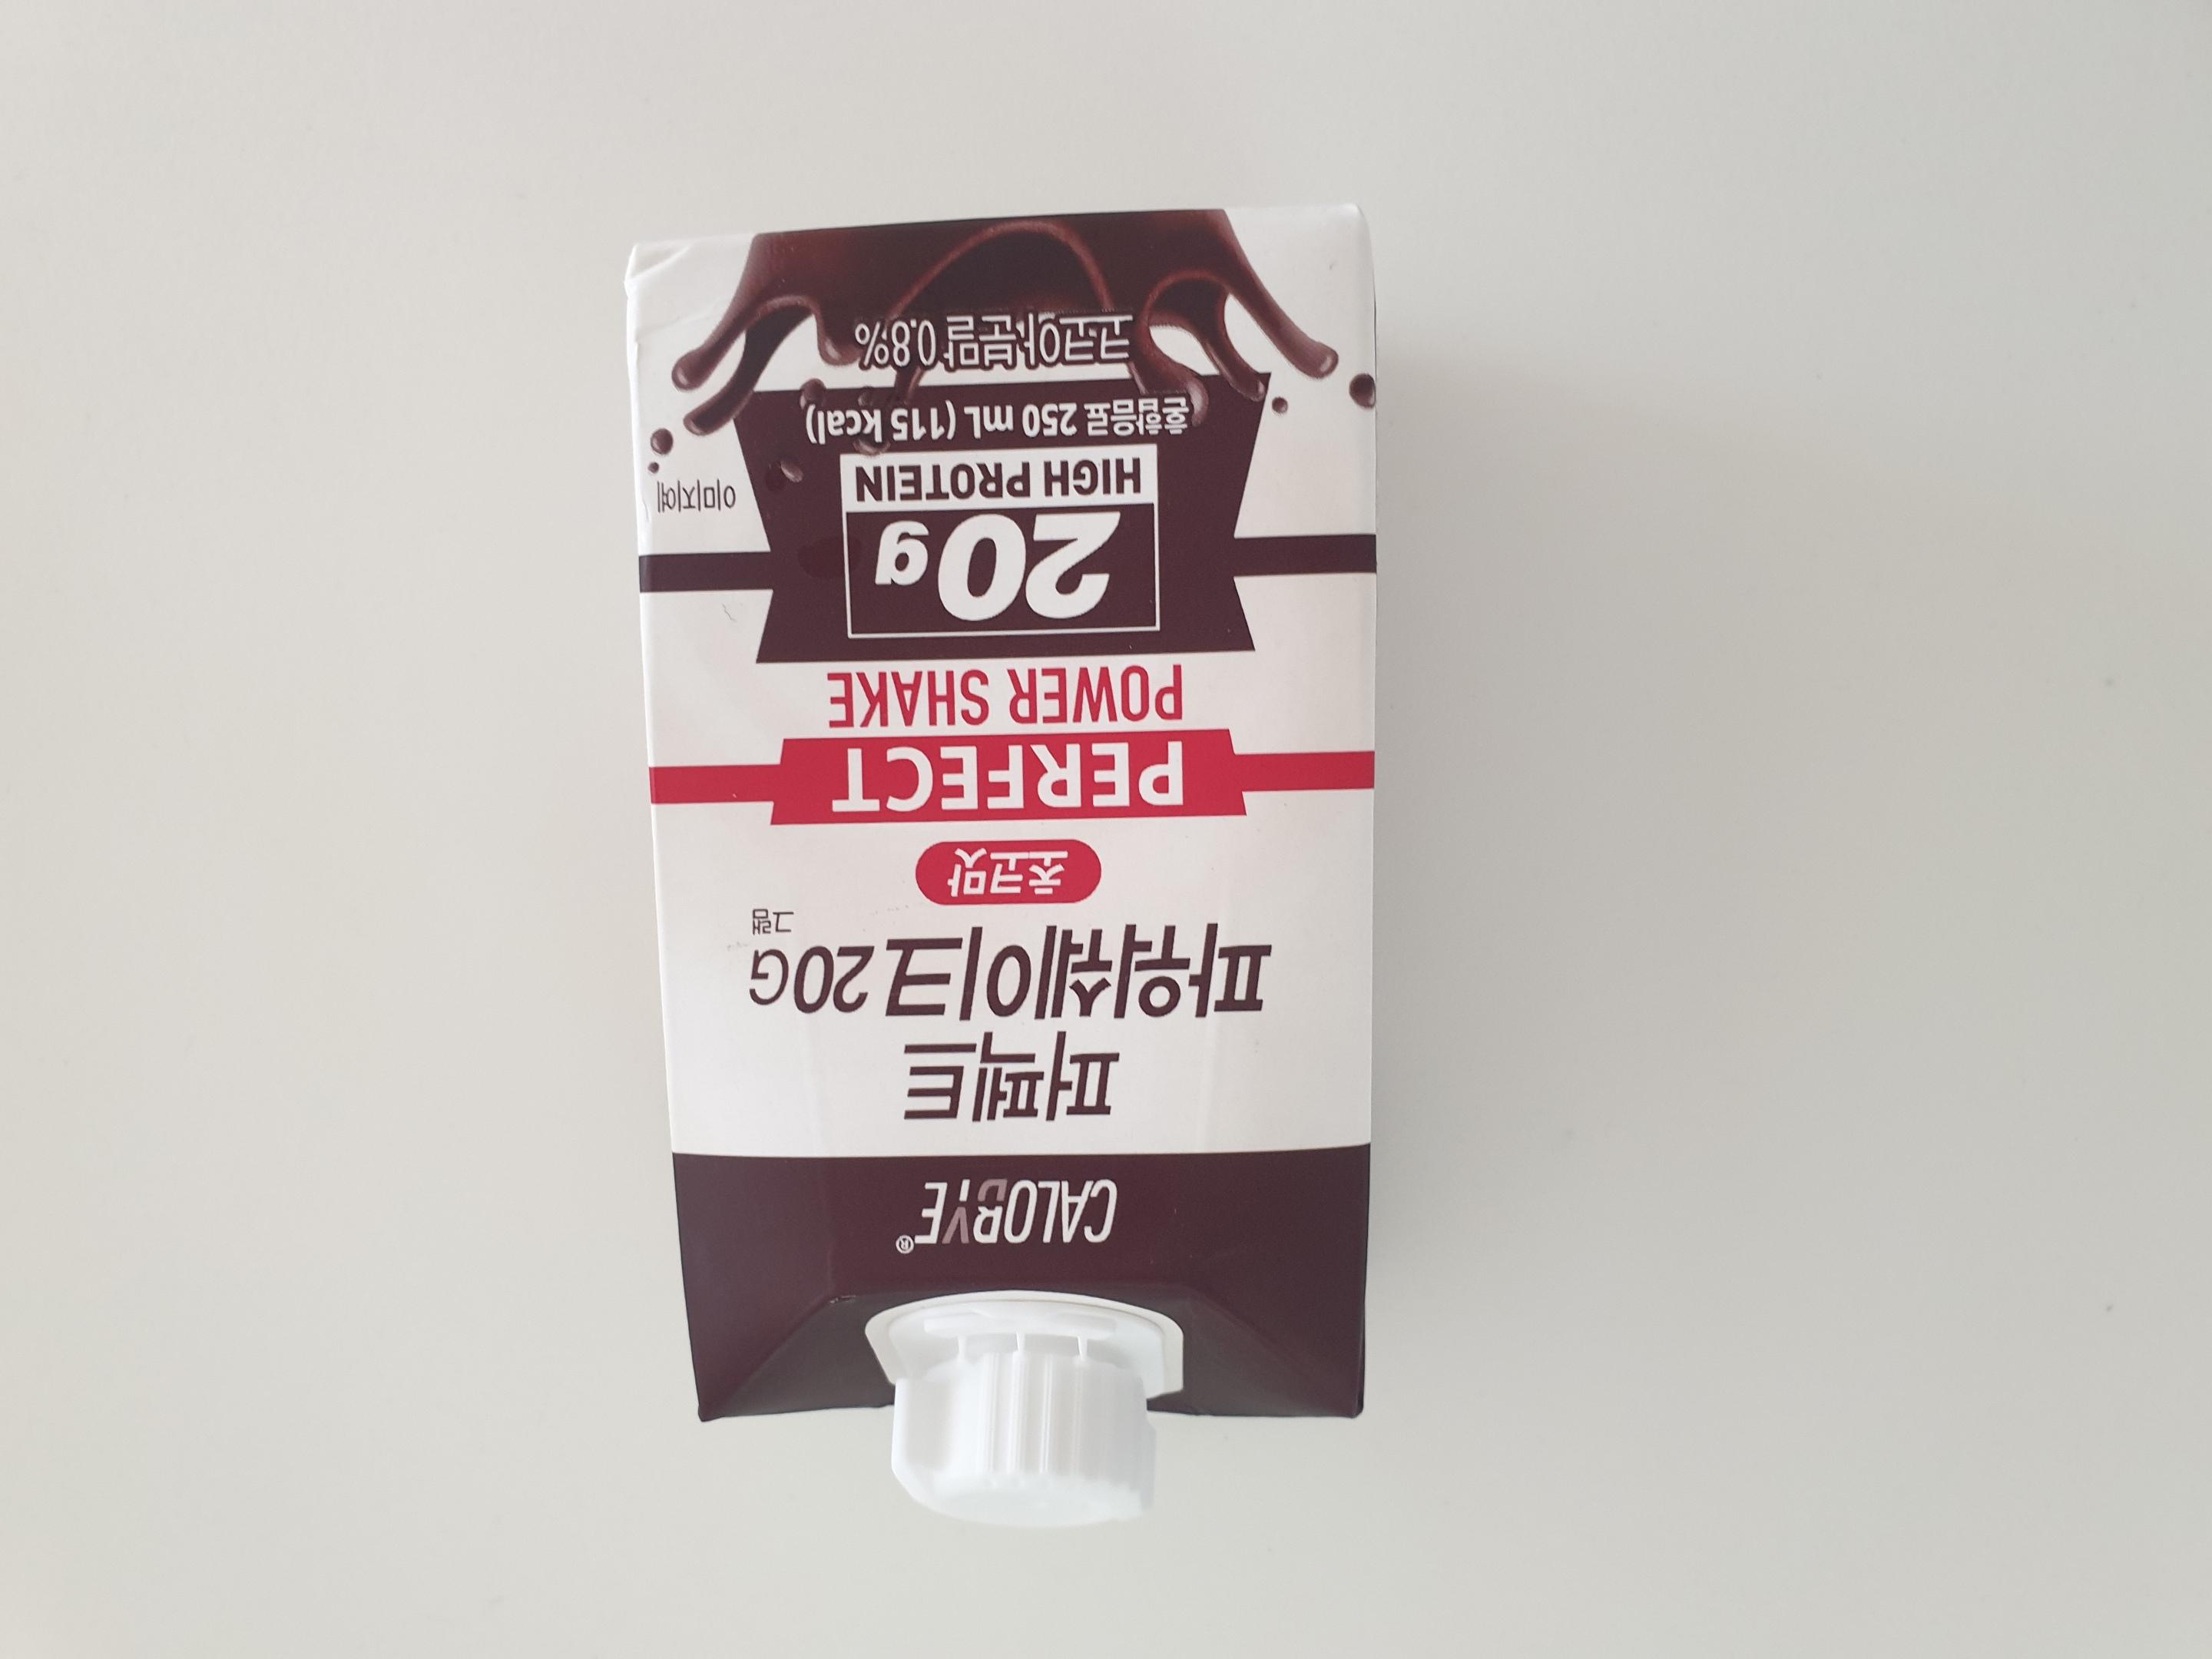 CALOBYE®
퍼펙트
파워쉐이크 20G
그램
초코맛
PERFECT
POWER SHAKE
20g
HIGH PROTEIN
이미지예
혼합음료 250 mL (115 kcal)
코코아분말 0.8%